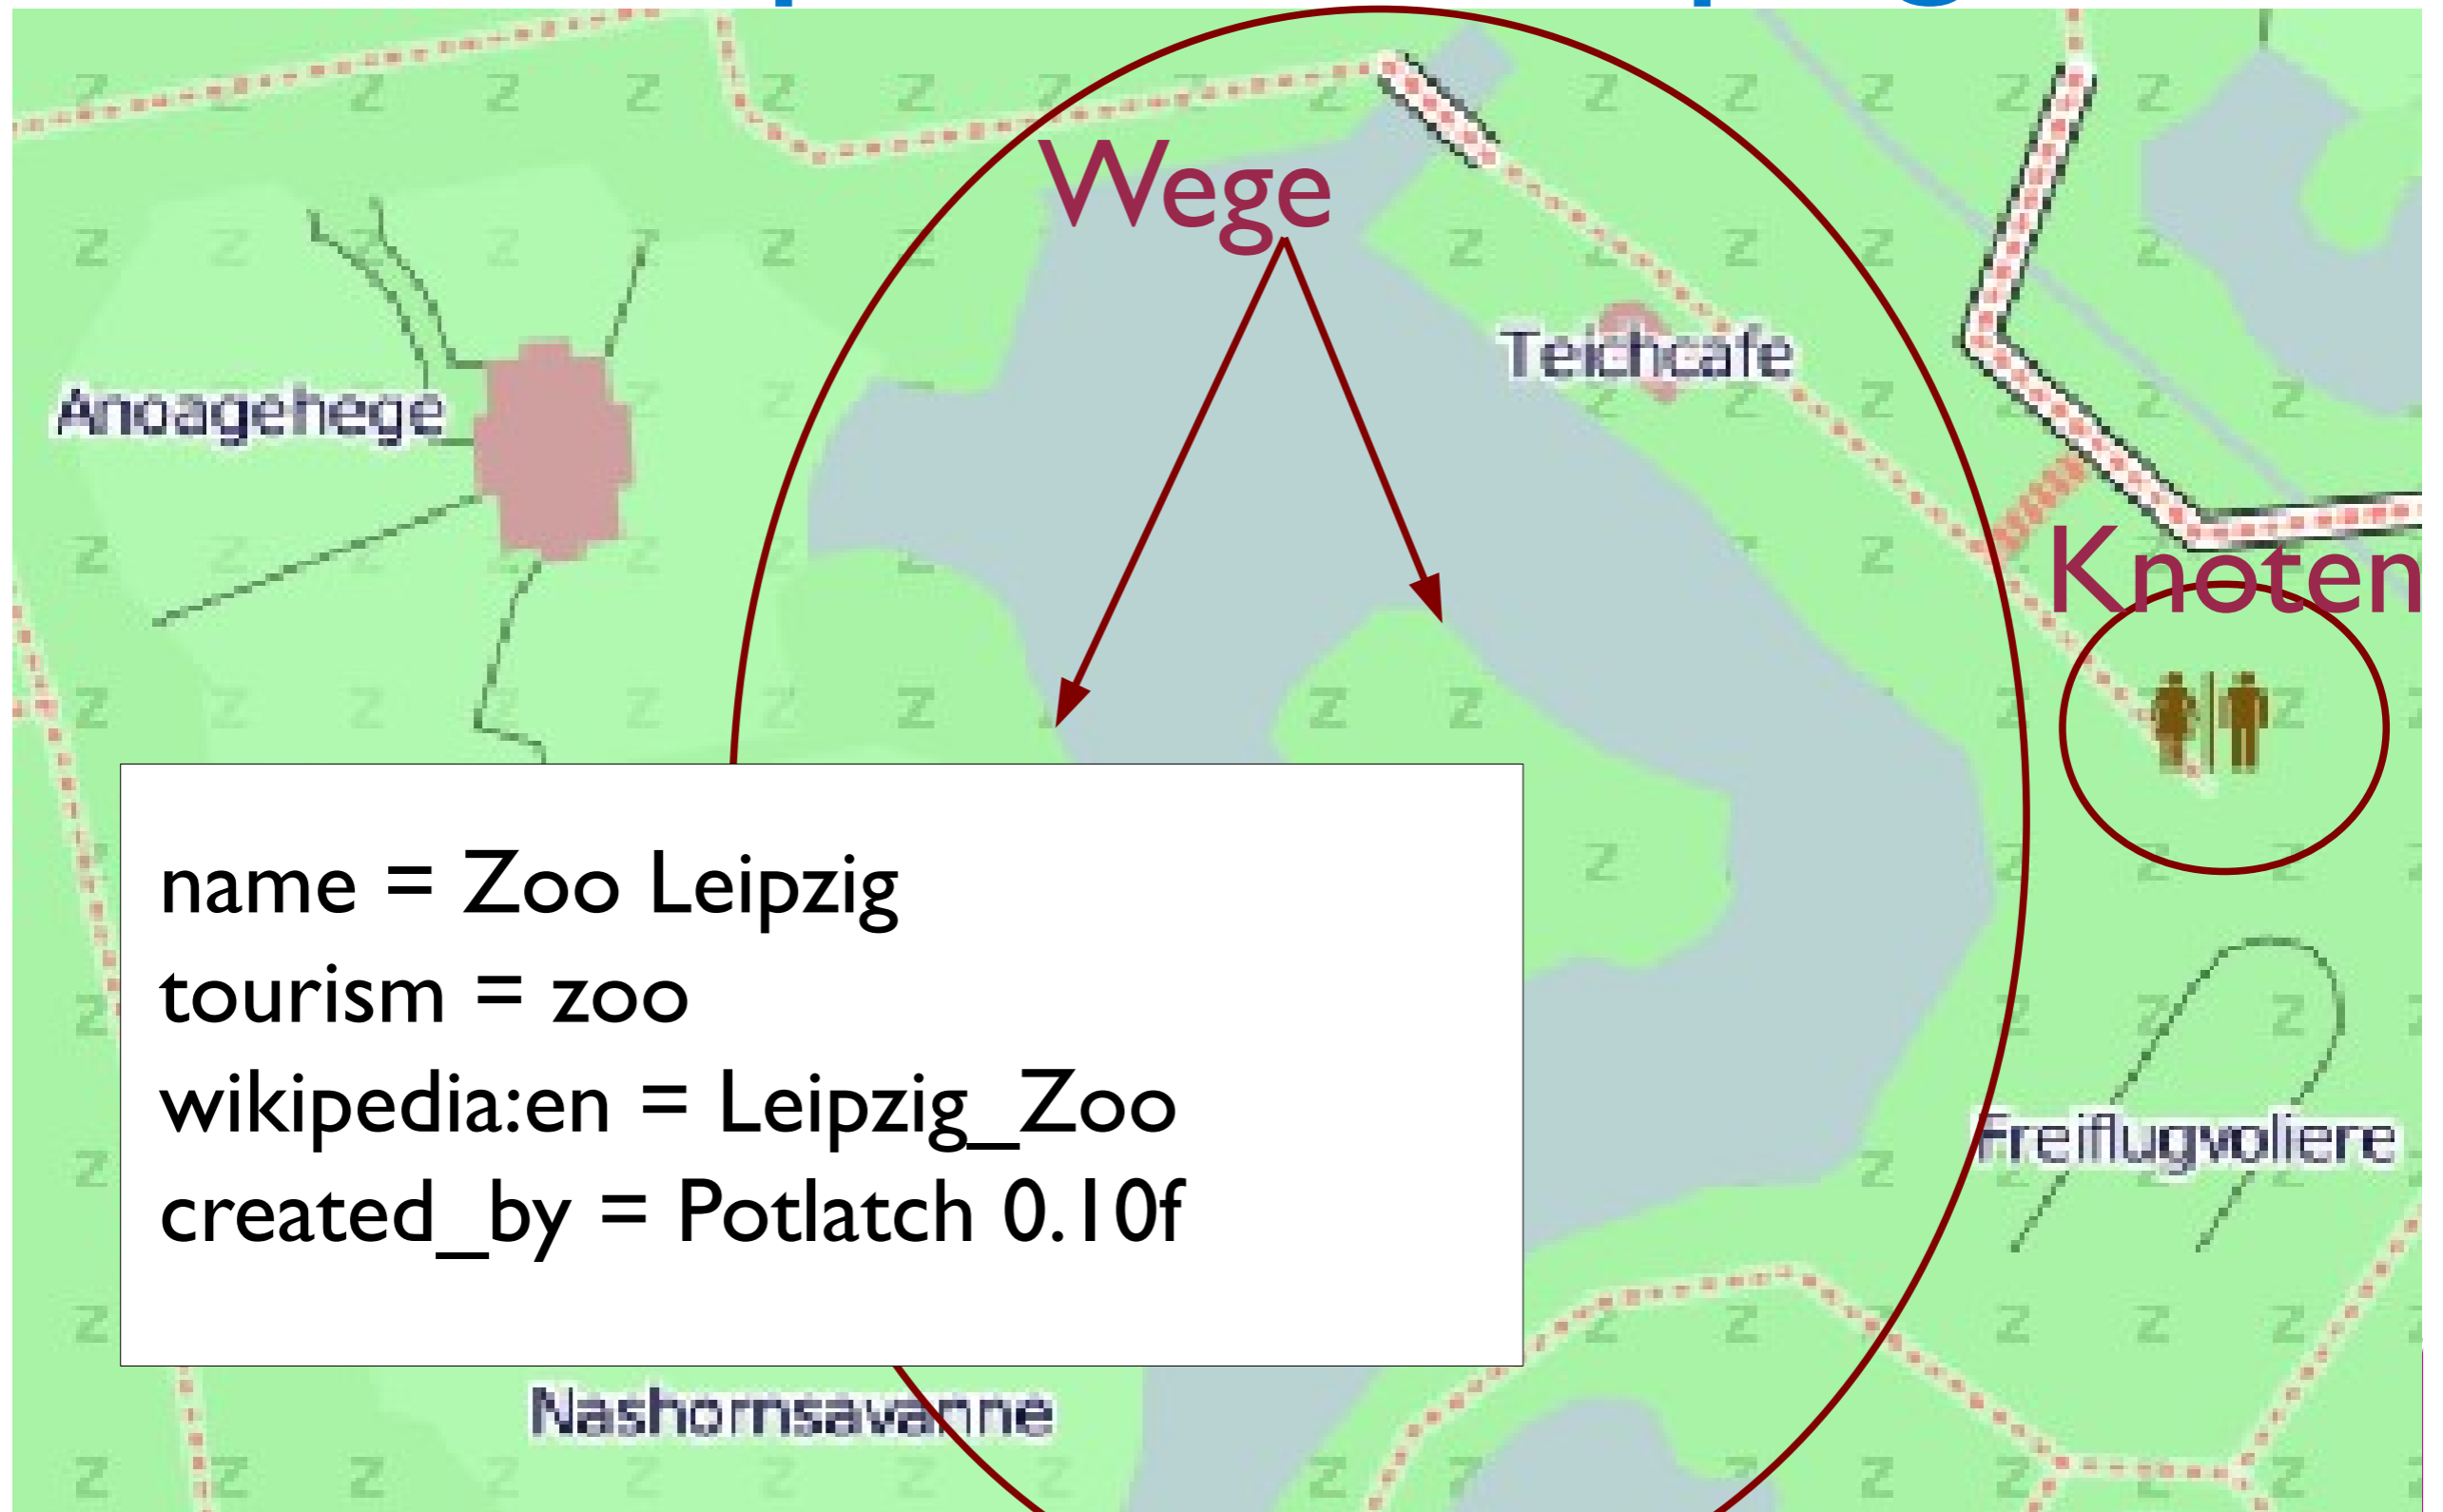 Wege
Teichcafe
Anoagehege
Knoten
name = Zoo Leipzig
tourism = zoo
wikipedia:en = Leipzig_Zoo
created_by = Potlatch 0.10f
Freiflugvoliere
Nashornsavanne